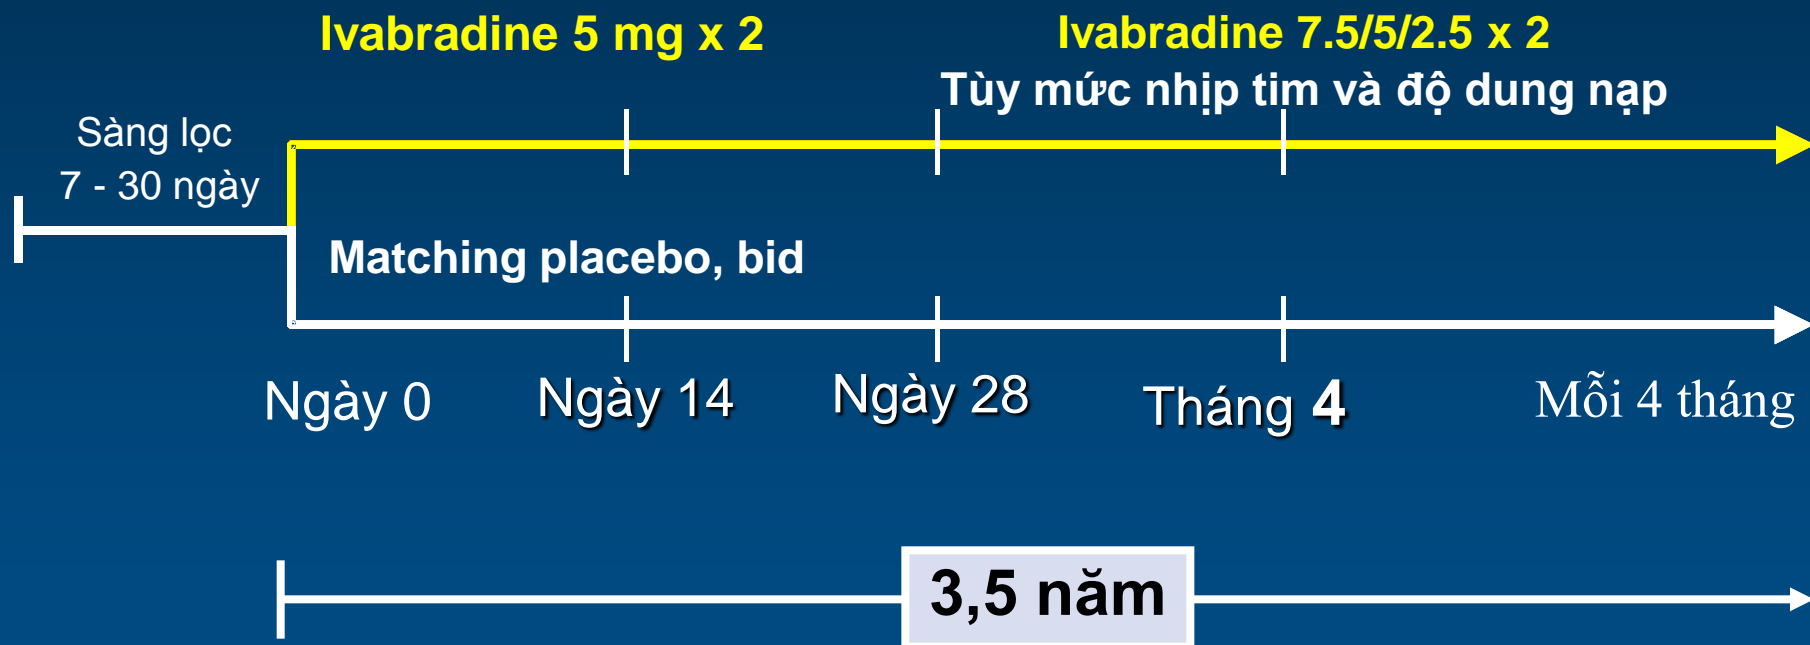 Ivabradine 5 mg x 2
Ivabradine 7.5/5/2.5 x 2
Tùy mức nhịp tim và độ dung nạp
Sàng lọc
7 - 30 ngày
Matching placebo, bid
Ngày 0
Ngày 14
Ngày 28
Tháng 4
Mỗi 4 tháng
3,5 năm